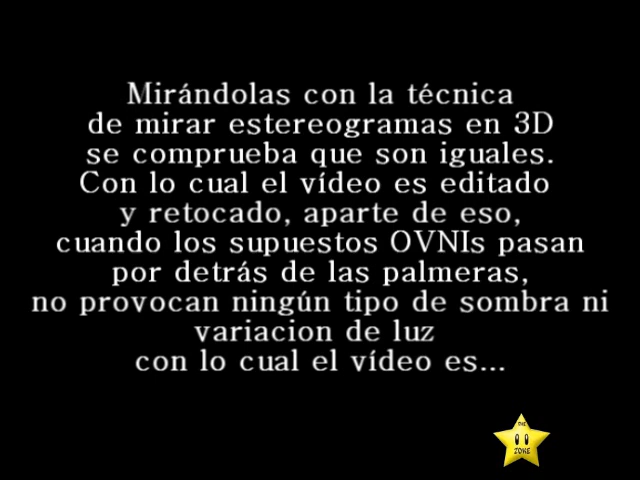 Mirándolas con la técnica
de mirar estereogramas en 3D
se comprueba que son iguales.
Con lo cual el vídeo es editado
y retocado, aparte de eso,
cuando los supuestos OVNIs pasan
por detrás de las palmeras,
no provocan ningún tipo de sombra ni
variacion de luz
con lo cual el vídeo es...
ZONE